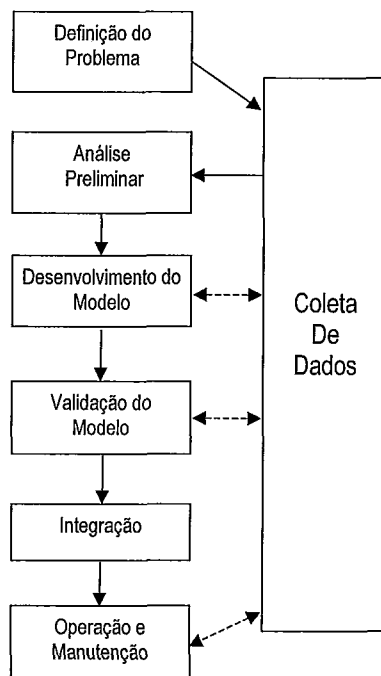 Definição do
Problema
Análise
Preliminar
Desenvolvimento do
Modelo
Validação do
Modelo
Integração
Operação e
Manutenção
Coleta
De
Dados